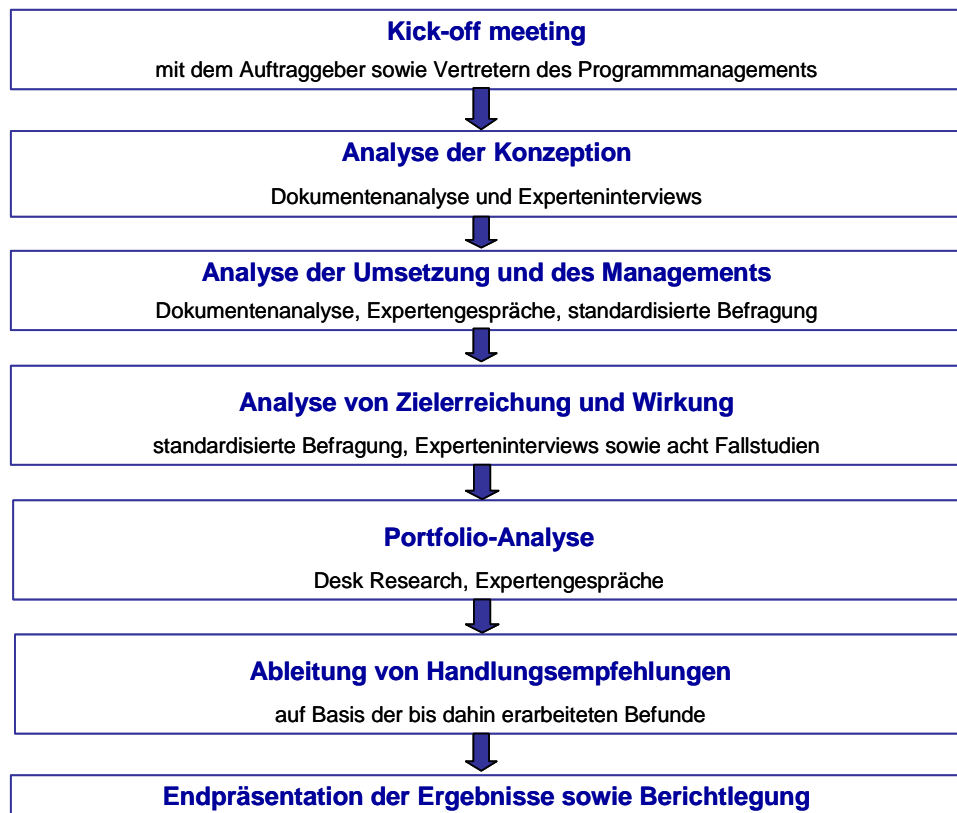 Kick-off meeting
mit dem Auftraggeber sowie Vertretern des Programmmanagements
Analyse der Konzeption
Dokumentenanalyse und Experteninterviews
Analyse der Umsetzung und des Managements
Dokumentenanalyse, Expertengespräche, standardisierte Befragung
Analyse von Zielerreichung und Wirkung
standardisierte Befragung, Experteninterviews sowie acht Fallstudien
Portfolio-Analyse
Desk Research, Expertengespräche
Ableitung von Handlungsempfehlungen
auf Basis der bis dahin erarbeiteten Befunde
Endpräsentation der Ergebnisse sowie Berichtlegung